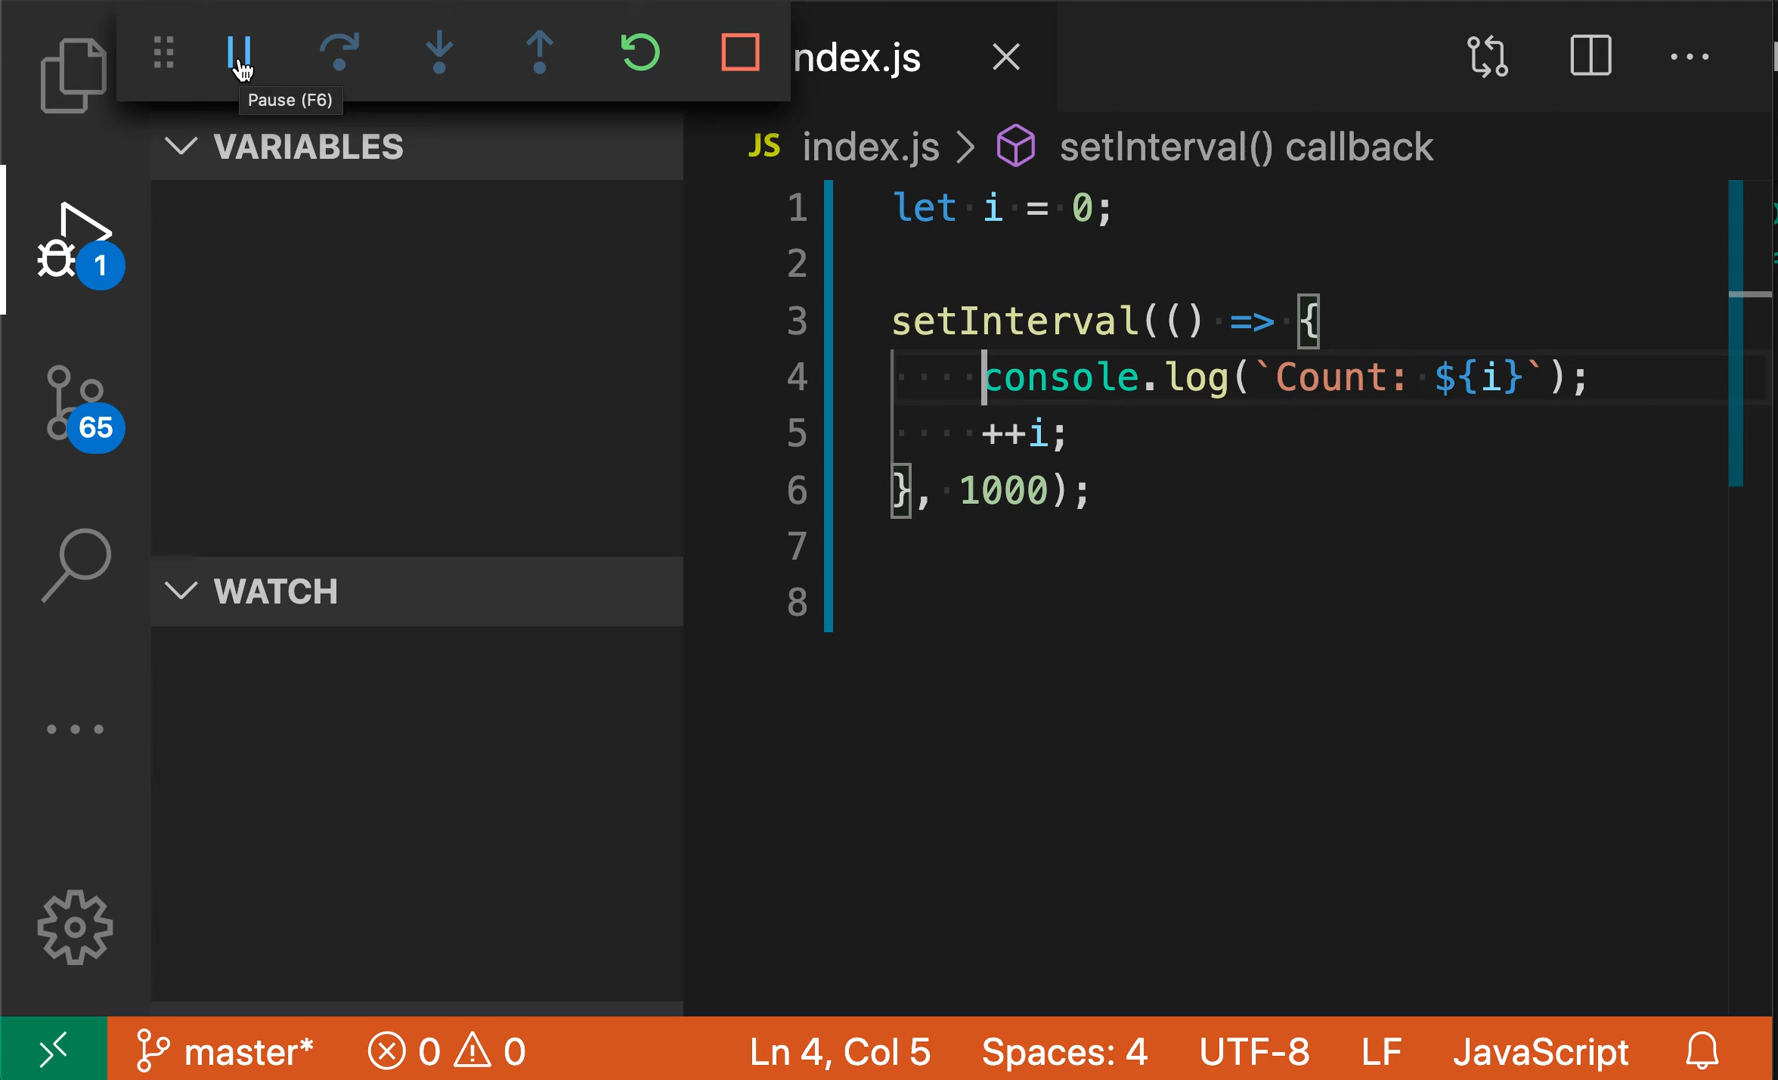 ndex.js
Pause (F6)
VARIABLES
JS index.js > setInterval() callback
1
1 let i = 0;
2
3 setInterval(() => {
4 console.log(`Count: ${i}`);
5 ++i;
6 }, 1000);
7
8
65
WATCH
master* 0 0 Ln 4, Col 5 Spaces: 4 UTF-8 LF JavaScript